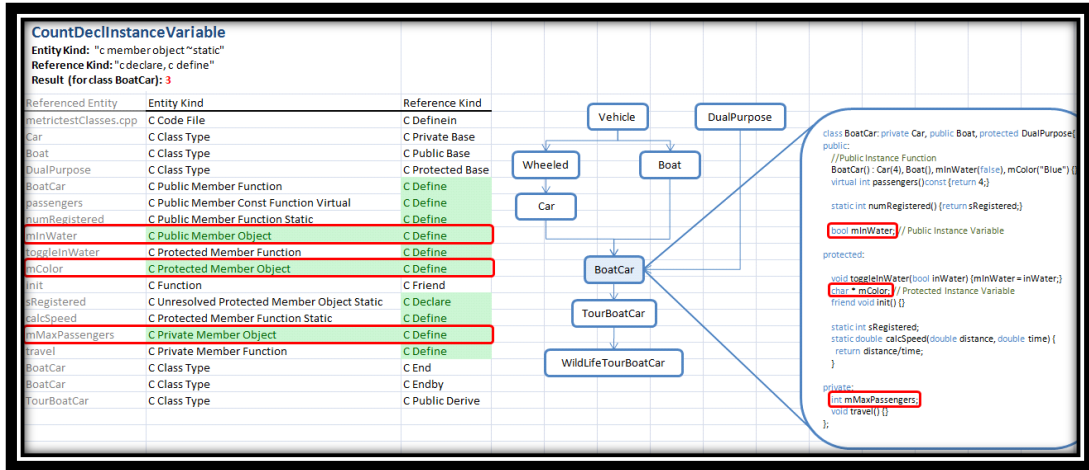 CountDeclInstanceVariable
Entity Kind: "c member object ~static"
Reference Kind: "c declare, c define"
Result (for class BoatCar): 3
Referenced Entity Entity Kind Reference Kind
metrictestClasses.cpp C Code File C Definein
Car C Class Type C Private Base
Boat C Class Type C Public Base
DualPurpose C Class Type C Protected Base
BoatCar C Public Member Function C Define
passengers C Public Member Const Function Virtual C Define
numRegistered C Public Member Function Static C Define
mInWater C Public Member Object C Define
toggleInWater C Protected Member Function C Define
mColor C Protected Member Object C Define
init C Function C Friend
sRegistered C Unresolved Protected Member Object Static C Declare
calcSpeed C Protected Member Function Static C Define
mMaxPassengers C Private Member Object C Define
travel C Private Member Function C Define
BoatCar C Class Type C End
BoatCar C Class Type C Endby
TourBoatCar C Class Type C Public Derive
Vehicle DualPurpose
Wheeled Boat
Car
BoatCar
TourBoatCar
WildLifeTourBoatCar
class BoatCar: private Car, public Boat, protected DualPurpose{
public:
//Public Instance Function
BoatCar() : Car(4), Boat(), mInWater(false), mColor("Blue") {}
virtual int passengers()const {return 4;}
static int numRegistered() {return sRegistered;}
bool mInWater; // Public Instance Variable
protected:
void toggleInWater(bool inWater) {mInWater = inWater;}
char * mColor; // Protected Instance Variable
friend void init() {}
static int sRegistered;
static double calcSpeed(double distance, double time) {
return distance/time;
}
private:
int mMaxPassengers;
void travel() {}
};